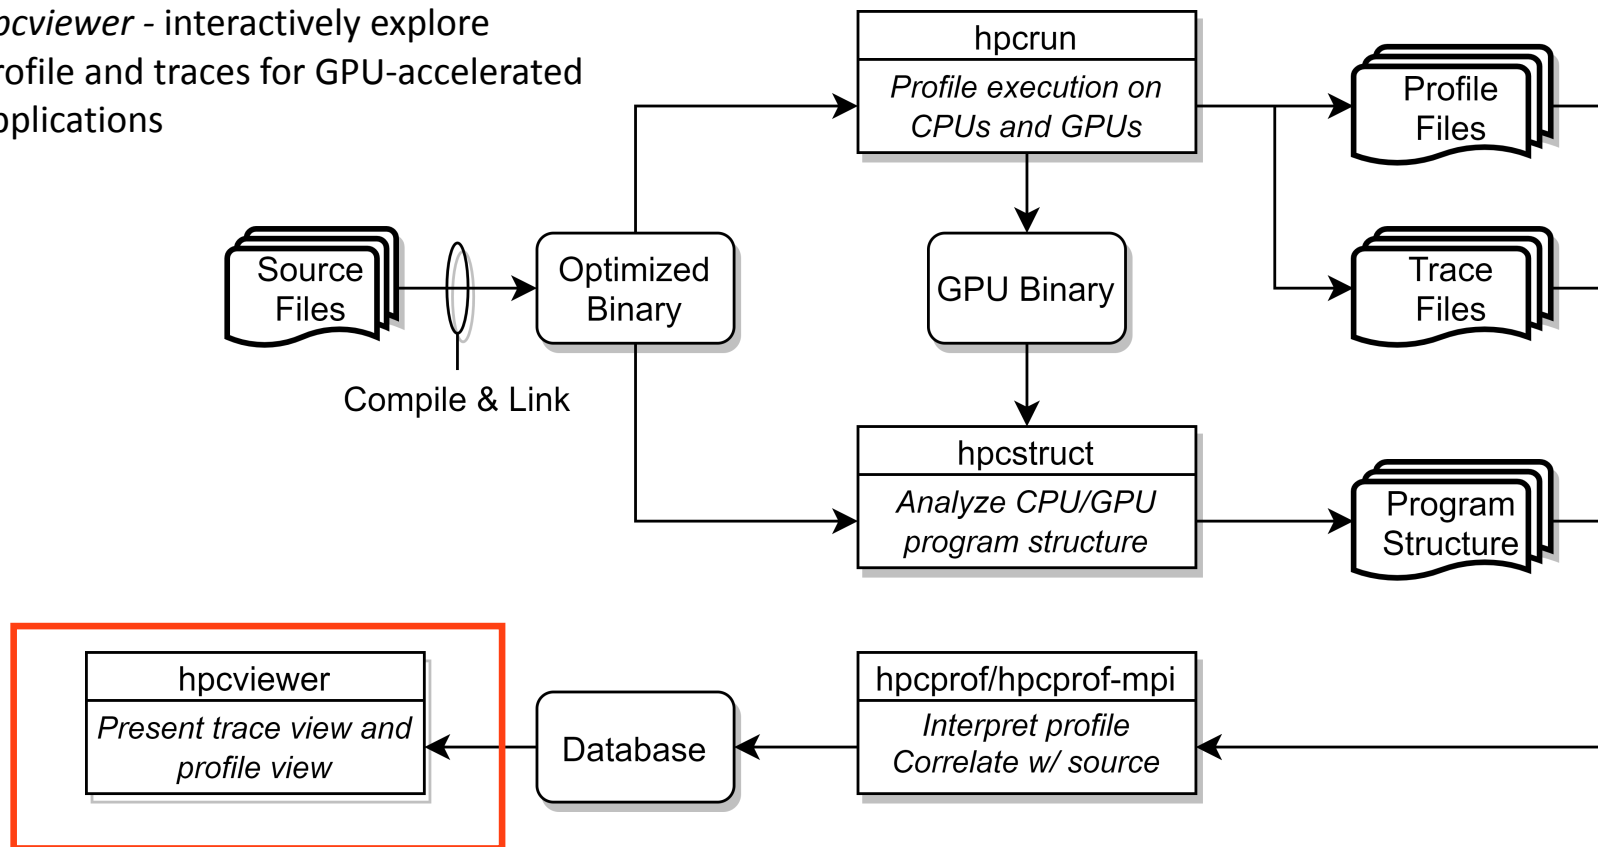 pcviewer - interactively explore
rofile and traces for GPU-accelerated
pplications
hpcrun
Profile execution on
CPUs and GPUs
Profile
Files
Source
Files
Optimized
Binary
GPU Binary
Trace
Files
Compile & Link
hpcstruct
Analyze CPU/GPU
program structure
Program
Structure
hpcviewer
Present trace view and
profile view
Database
hpcprof/hpcprof-mpi
Interpret profile
Correlate w/ source